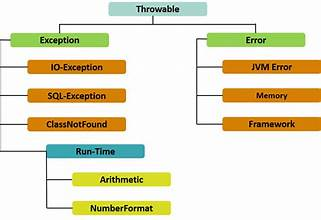 Throwable
Exception
Error
IO-Exception
JVM Error
SQL-Exception
Memory
ClassNotFound
Framework
Run-Time
Arithmetic
NumberFormat